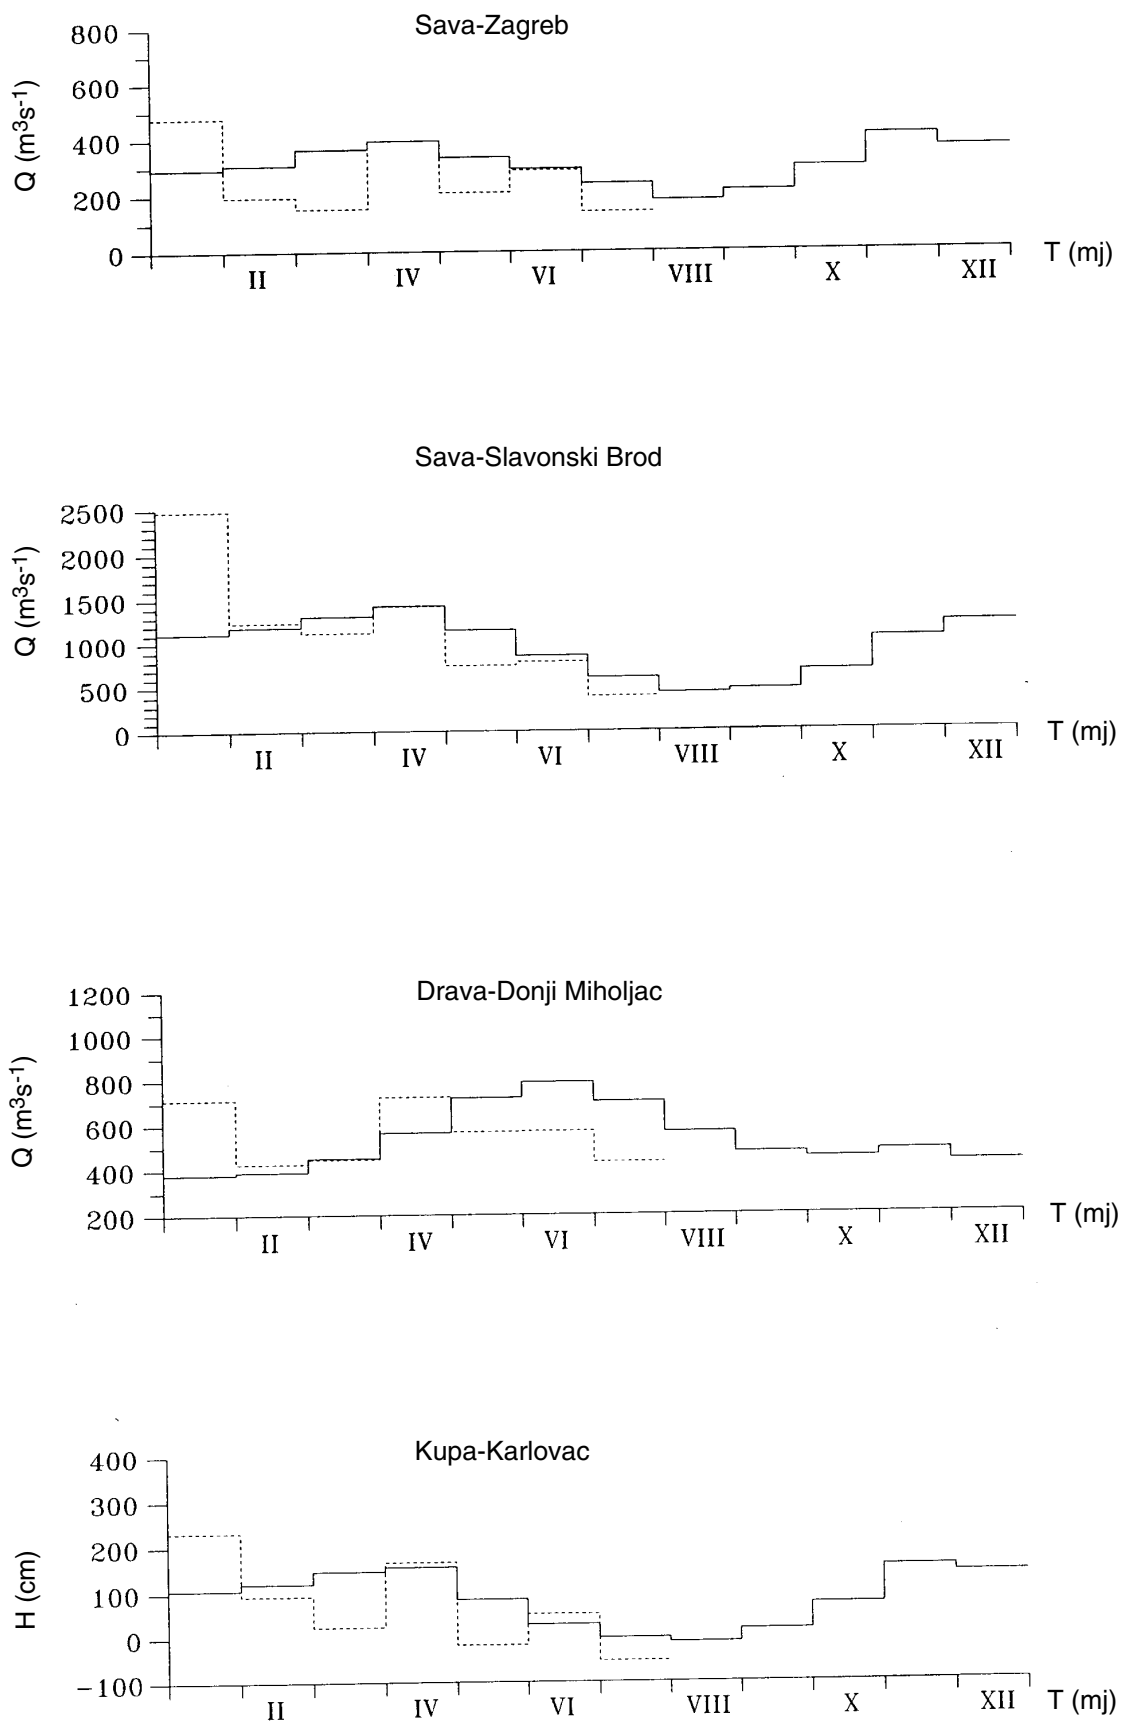 Sava-Zagreb
800
600
400
200
0
Q (m³s⁻¹)
II IV VI VIII X XII
T (mj)
Sava-Slavonski Brod
2500
2000
1500
1000
500
0
Q (m³s⁻¹)
II IV VI VIII X XII
T (mj)
Drava-Donji Miholjac
1200
1000
800
600
400
200
Q (m³s⁻¹)
II IV VI VIII X XII
T (mj)
Kupa-Karlovac
400
300
200
100
0
−100
H (cm)
II IV VI VIII X XII
T (mj)